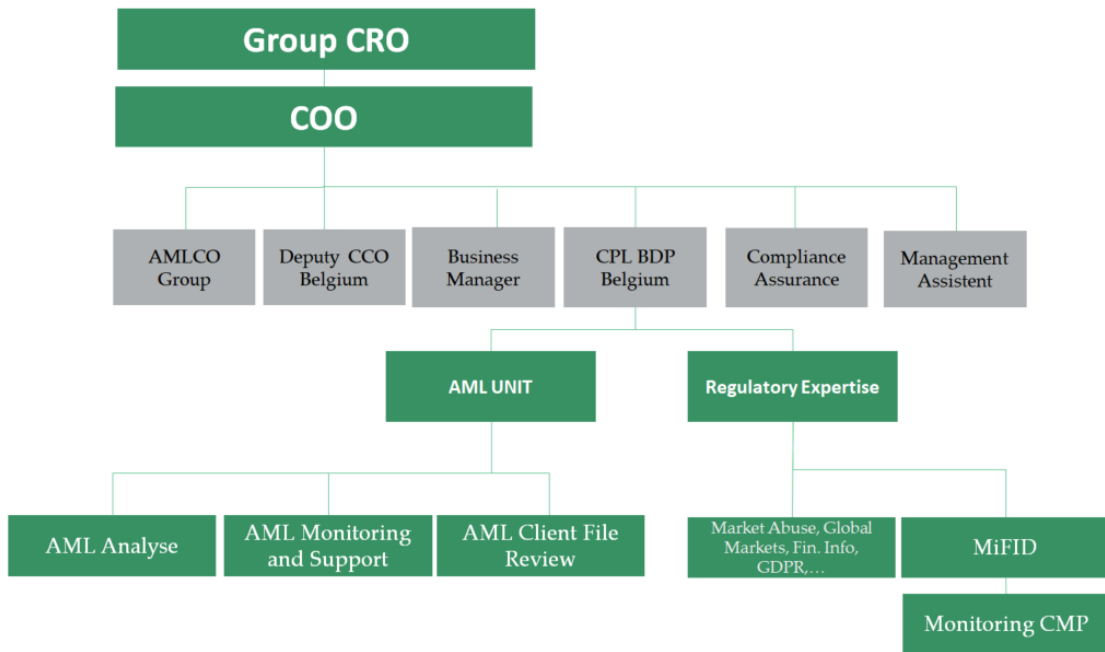 Group CRO
COO
AMLCO
Group
Deputy CCO
Belgium
Business
Manager
CPL BDP
Belgium
Compliance
Assurance
Management
Assistent
AML UNIT
Regulatory Expertise
AML Analyse
AML Monitoring
and Support
AML Client File
Review
Market Abuse, Global
Markets, Fin. Info,
GDPR,…
MiFID
Monitoring CMP